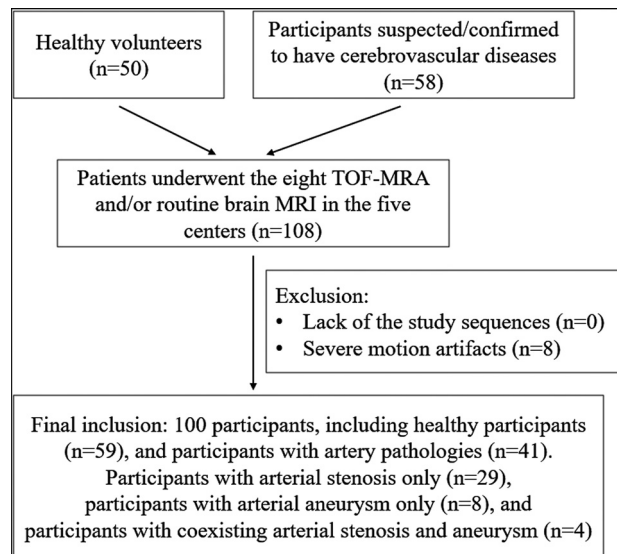 Healthy volunteers
(n=50)
Participants suspected/confirmed
to have cerebrovascular diseases
(n=58)
Patients underwent the eight TOF-MRA
and/or routine brain MRI in the five
centers (n=108)
Exclusion:
• Lack of the study sequences (n=0)
• Severe motion artifacts (n=8)
Final inclusion: 100 participants, including healthy participants
(n=59), and participants with artery pathologies (n=41).
Participants with arterial stenosis only (n=29),
participants with arterial aneurysm only (n=8), and
participants with coexisting arterial stenosis and aneurysm (n=4)